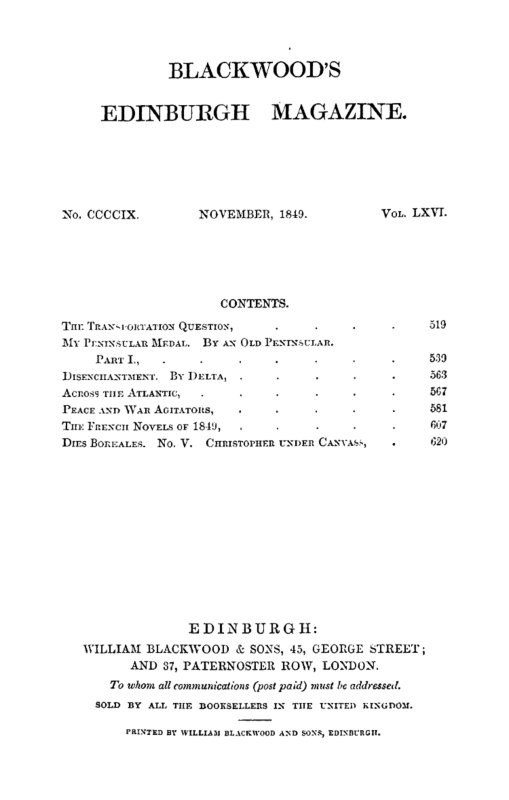 BLACKWOOD'S
EDINBURGH MAGAZINE.
No. CCCCIX. NOVEMBER, 1849. Vol. LXVI.
CONTENTS.
The Transportation Question, . . . . 519
My Peninsular Medal. By an Old Peninsular.
Part I., . . . . . . . 539
Disenchantment. By Delta, . . . . . 563
Across the Atlantic, . . . . . . 567
Peace and War Agitators, . . . . . 581
The French Novels of 1849, . . . . . 607
Dies Boreales. No. V. Christopher under Canvass, . 620
EDINBURGH:
WILLIAM BLACKWOOD & SONS, 45, GEORGE STREET;
AND 37, PATERNOSTER ROW, LONDON.
To whom all communications (post paid) must be addressed.
SOLD BY ALL THE BOOKSELLERS IN THE UNITED KINGDOM.
PRINTED BY WILLIAM BLACKWOOD AND SONS, EDINBURGH.